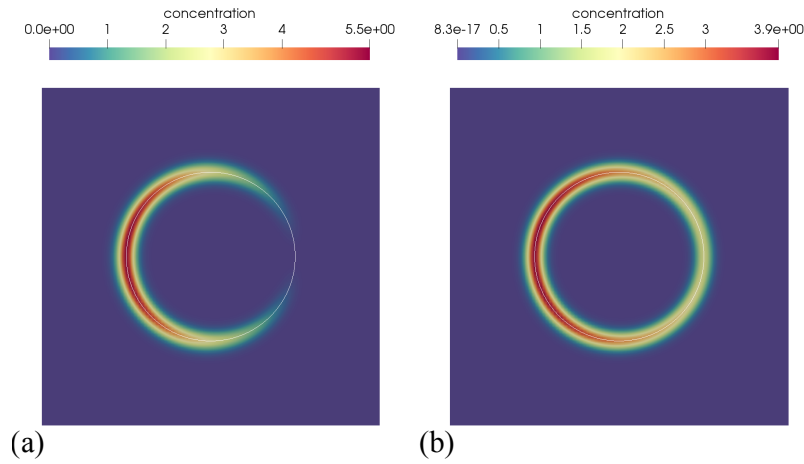 concentration
0.0e+00 1 2 3 4 5.5e+00
concentration
8.3e-17 0.5 1 1.5 2 2.5 3 3.9e+00
(a)
(b)